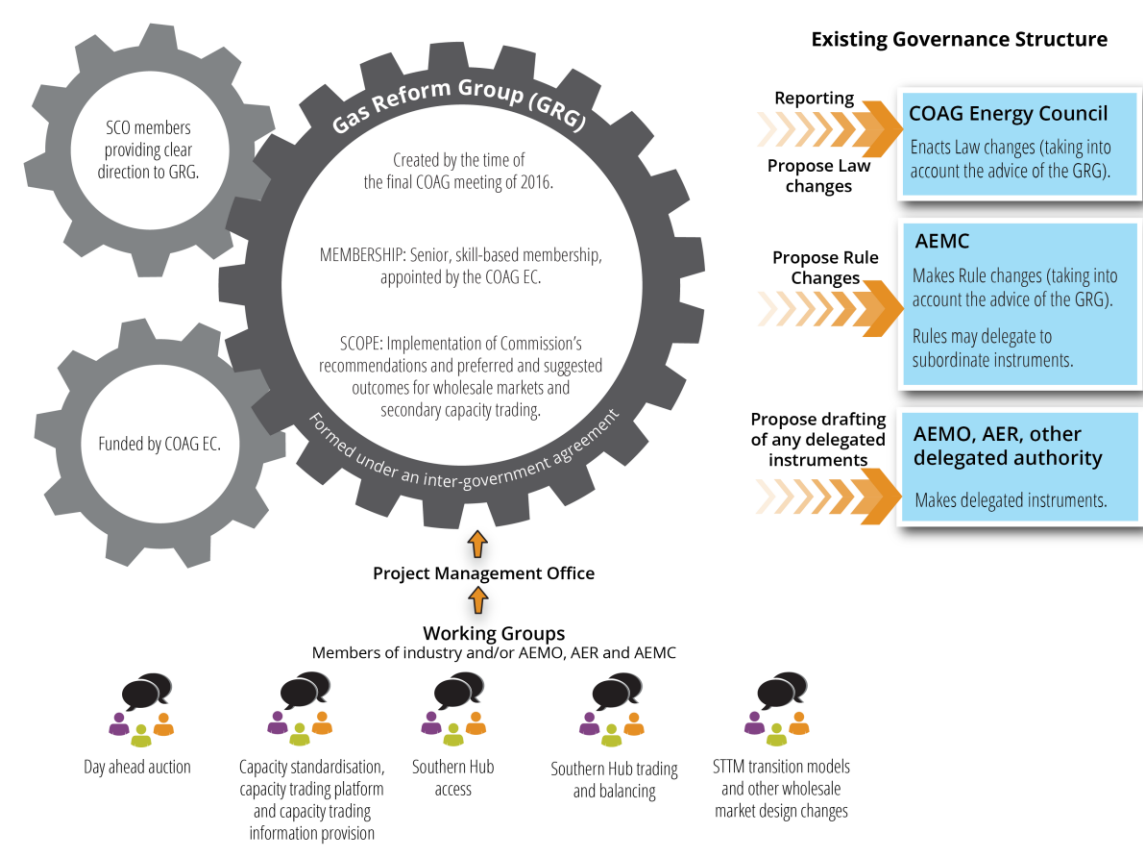 Existing Governance Structure
SCO members
providing clear
direction to GRG.
Funded by COAG EC.
Gas Reform Group (GRG)
Created by the time of
the final COAG meeting of 2016.
MEMBERSHIP: Senior, skill-based membership,
appointed by the COAG EC.
SCOPE: Implementation of Commission's
recommendations and preferred and suggested
outcomes for wholesale markets and
secondary capacity trading.
Formed under an inter-government agreement
Reporting
Propose Law
changes
COAG Energy Council
Enacts Law changes (taking into
account the advice of the GRG).
Propose Rule
Changes
AEMC
Makes Rule changes (taking into
account the advice of the GRG).
Rules may delegate to
subordinate instruments.
Propose drafting
of any delegated
instruments
AEMO, AER, other
delegated authority
Makes delegated instruments.
Project Management Office
Working Groups
Members of industry and/or AEMO, AER and AEMC
Day ahead auction
Capacity standardisation,
capacity trading platform
and capacity trading
information provision
Southern Hub
access
Southern Hub trading
and balancing
STTM transition models
and other wholesale
market design changes